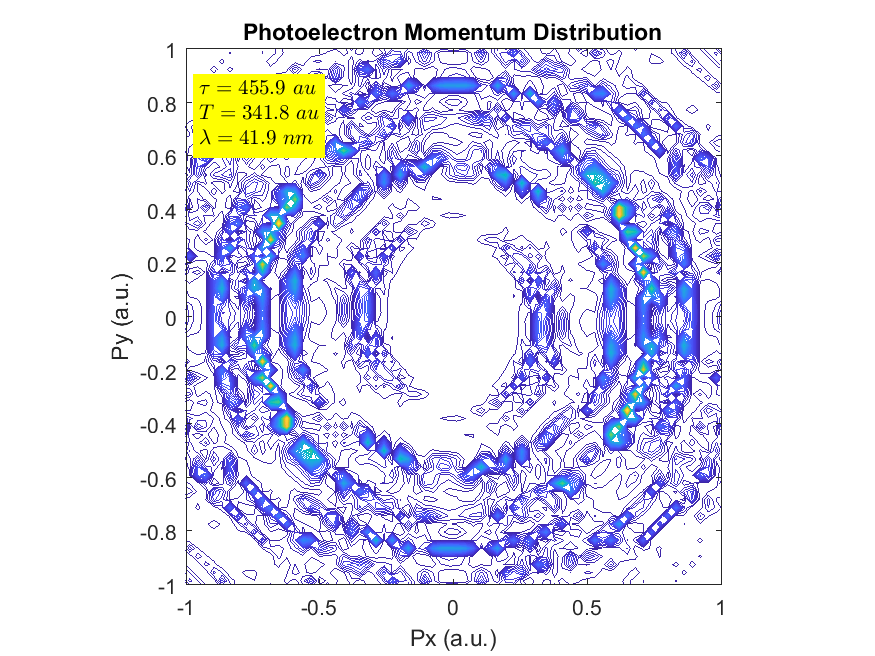 Photoelectron Momentum Distribution
τ = 455.9 au
T = 341.8 au
λ = 41.9 nm
1
0.8
0.6
0.4
0.2
0
-0.2
-0.4
-0.6
-0.8
-1
Py (a.u.)
-1 -0.5 0 0.5 1
Px (a.u.)